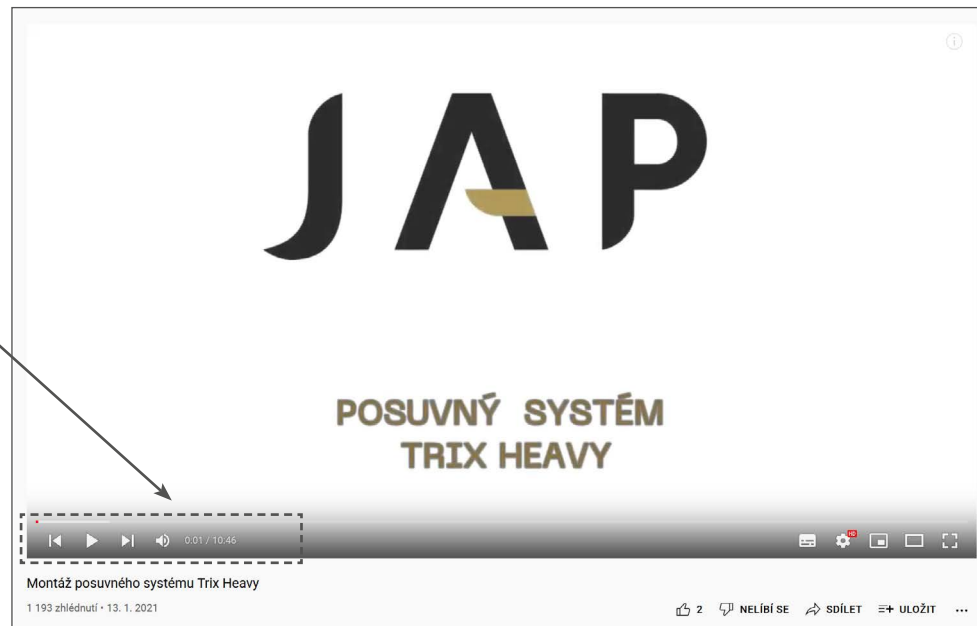 JAP
POSUVNÝ SYSTÉM
TRIX HEAVY
0:01 / 10:46
HD
Montáž posuvného systému Trix Heavy
1 193 zhlédnutí • 13. 1. 2021
2 NELÍBÍ SE SDÍLET ULOŽIT ...